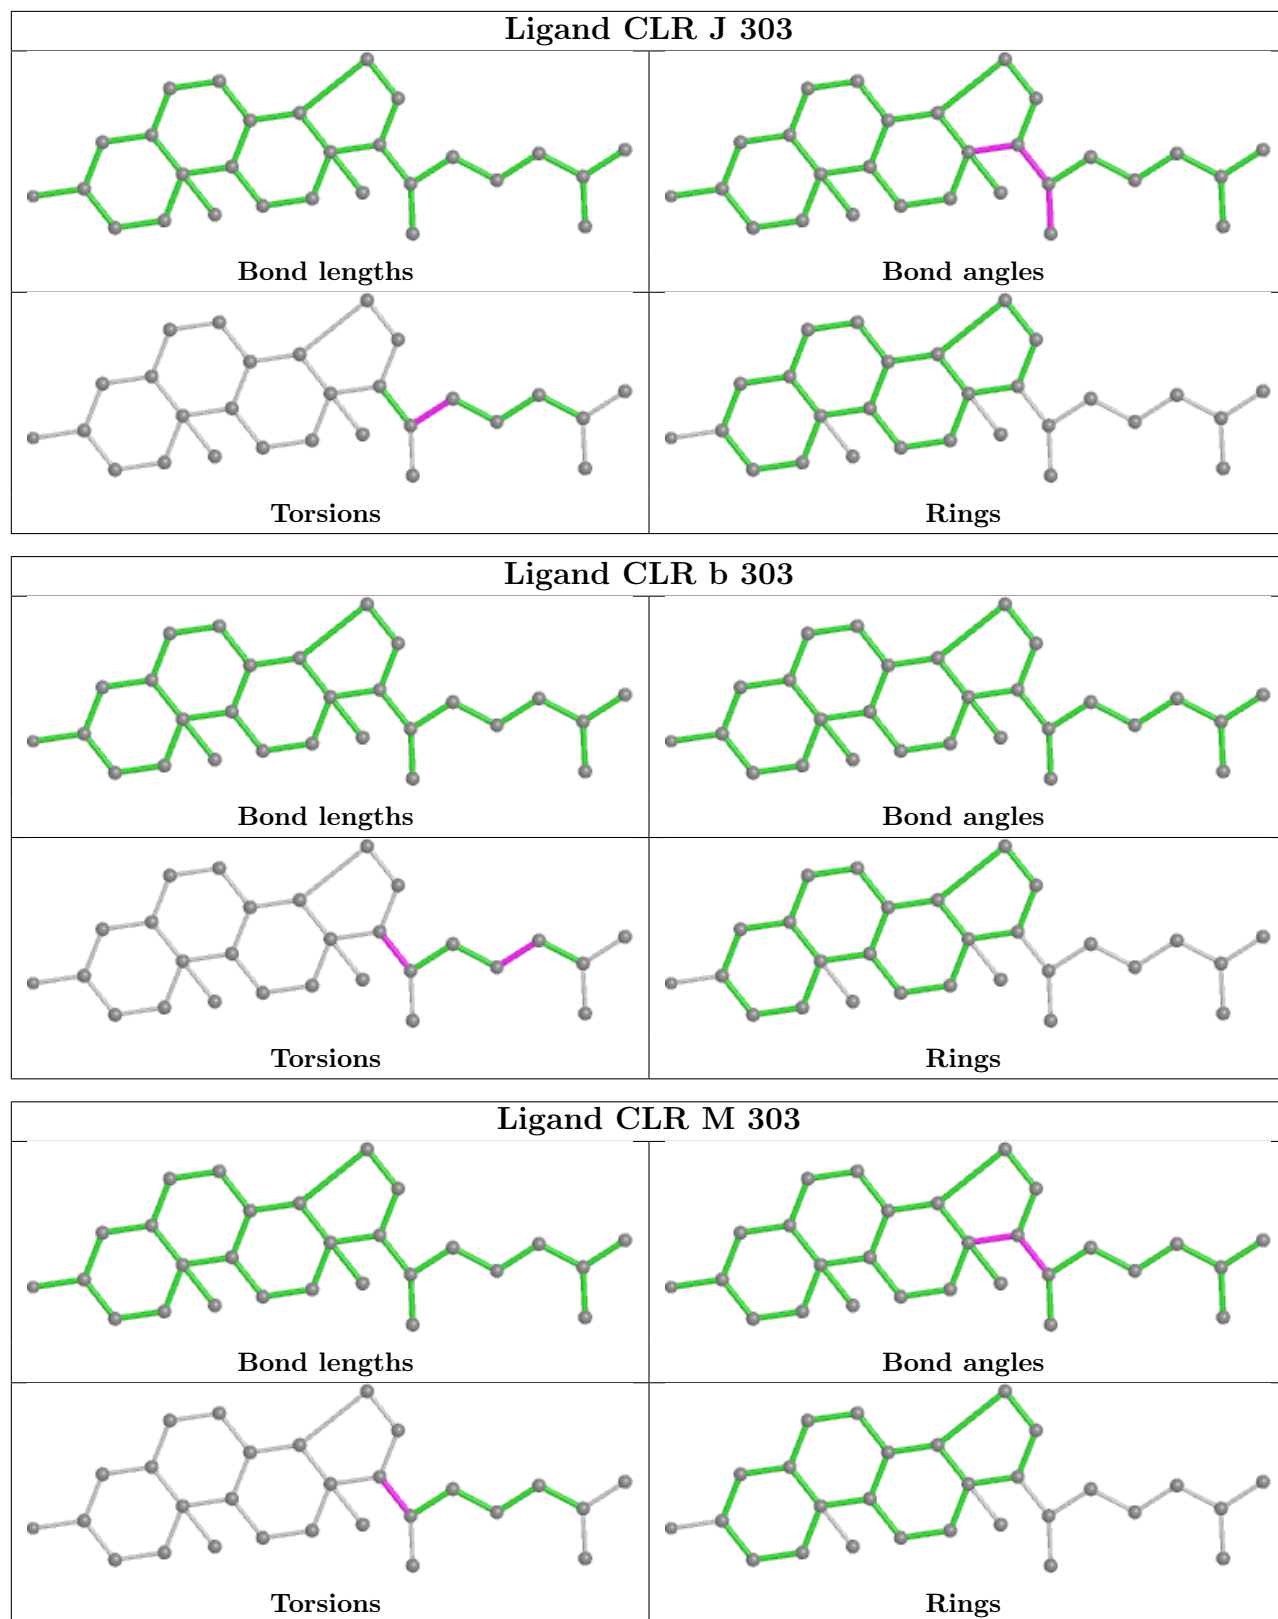 Ligand CLR J 303
Bond lengths
Bond angles
Torsions
Rings
Ligand CLR b 303
Bond lengths
Bond angles
Torsions
Rings
Ligand CLR M 303
Bond lengths
Bond angles
Torsions
Rings